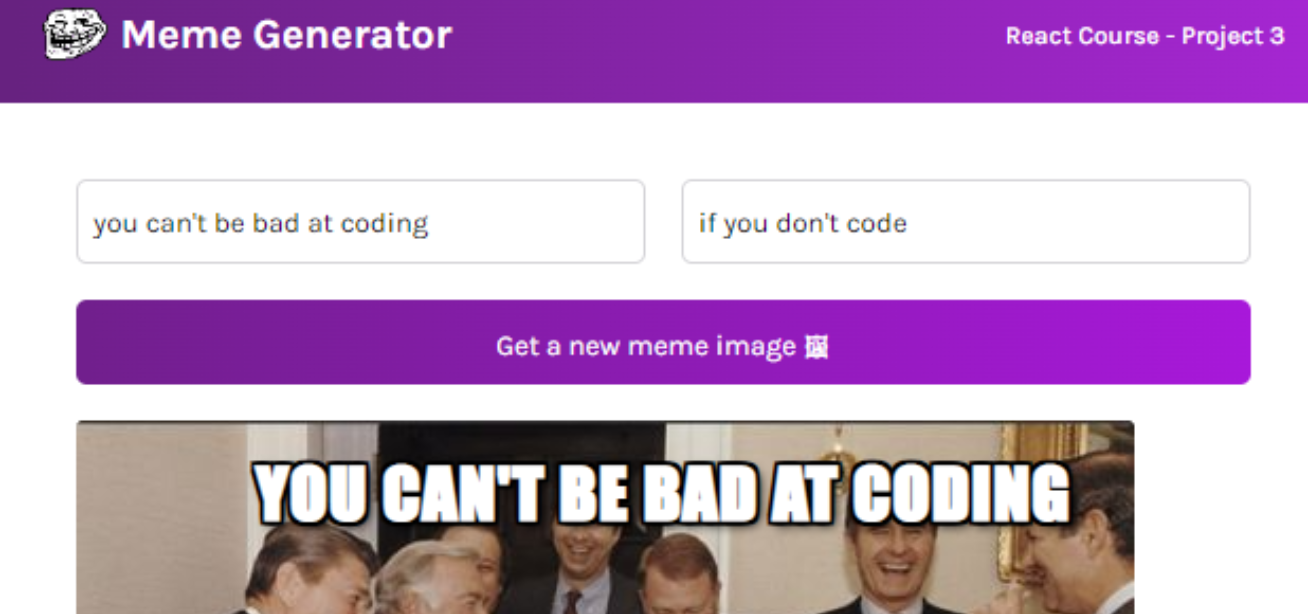 Meme Generator
React Course - Project 3
you can't be bad at coding
if you don't code
Get a new meme image 🖼
YOU CAN'T BE BAD AT CODING